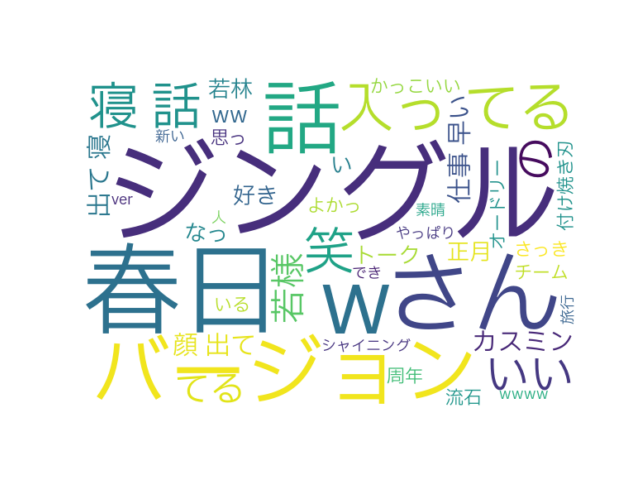 寝 話
若林
話
かっこいい
入ってる
新い
ww
思っ
早い
出て 寝
仕事
ver
ジングル
の
付け焼き刃
好き
い
オードリー
よかっ
人
素晴
なっ
やっぱり
春日
若様
笑
トーク
正月
さっき
でき
チーム
w
さん
いる
旅行
バージョン
顔 出て
てる
シャイニング
カスミン
いい
周年
流石
wwww